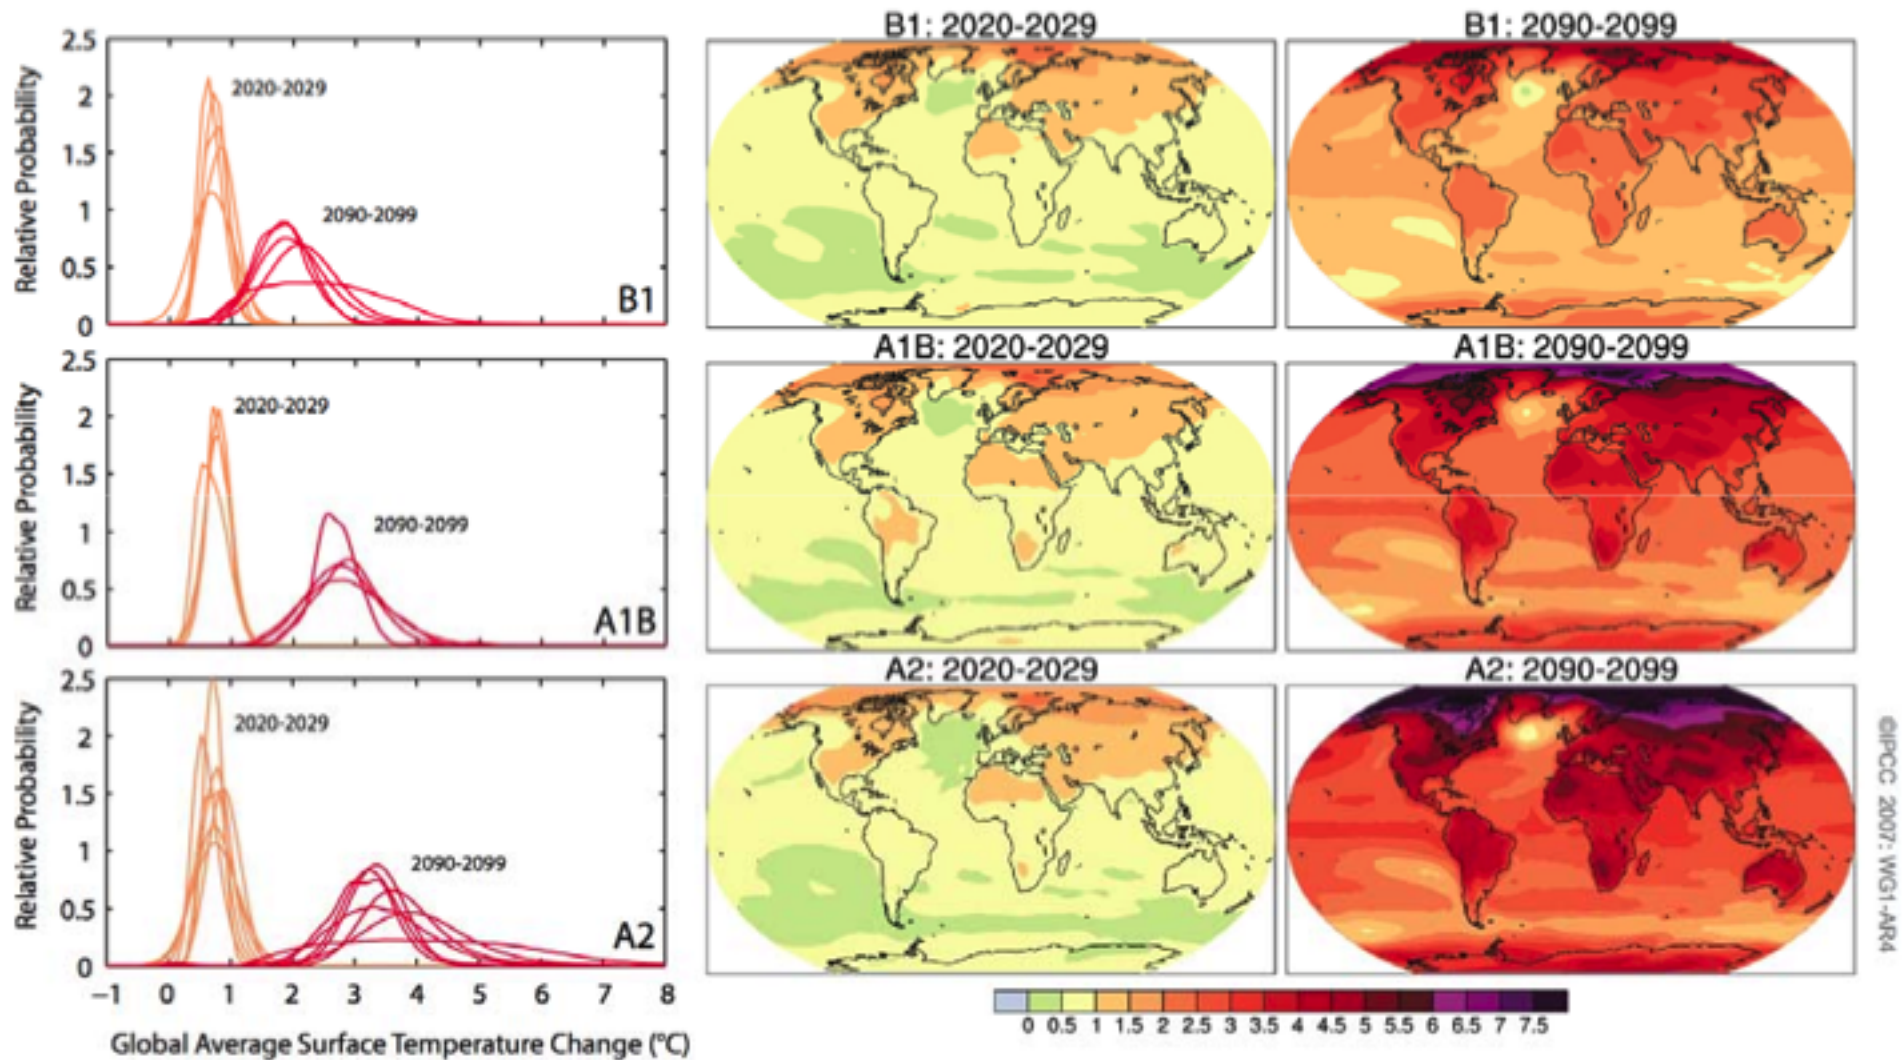 B1: 2020-2029
B1: 2090-2099
2.5
2
1.5
1
0.5
0
Relative Probability
2020-2029
2090-2099
B1
A1B: 2020-2029
A1B: 2090-2099
2.5
2
1.5
1
0.5
0
Relative Probability
2020-2029
2090-2099
A1B
A2: 2020-2029
A2: 2090-2099
2.5
2
1.5
1
0.5
0
Relative Probability
2020-2029
2090-2099
A2
−1 0 1 2 3 4 5 6 7 8
Global Average Surface Temperature Change (°C)
0 0.5 1 1.5 2 2.5 3 3.5 4 4.5 5 5.5 6 6.5 7 7.5
©IPCC 2007: WG1-AR4